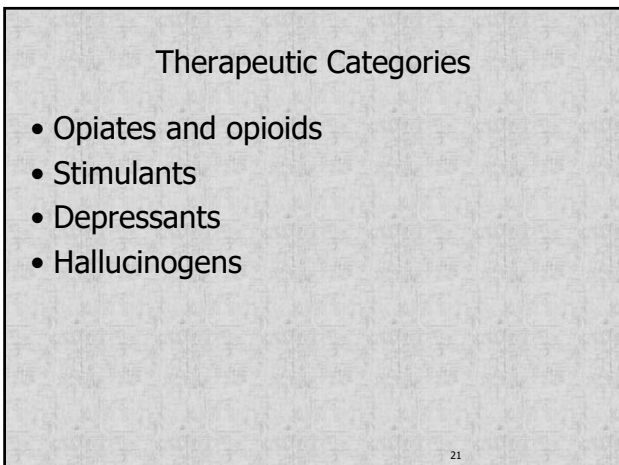 Therapeutic Categories
• Opiates and opioids
• Stimulants
• Depressants
• Hallucinogens
21